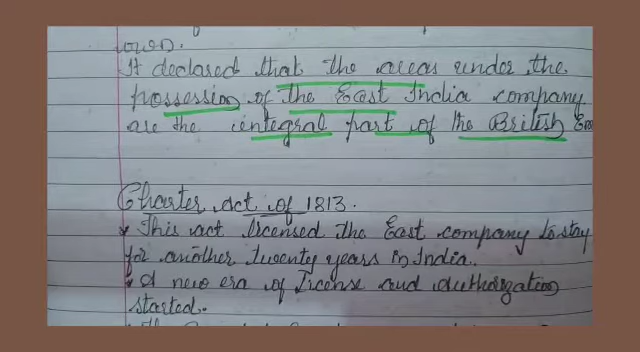 It declared that the areas under the
possession of the East India company
are the integral part of the British
Charter act of 1813.
* This act licensed the East company to stay
for another twenty years in India.
* A new era of License and authorization
started.